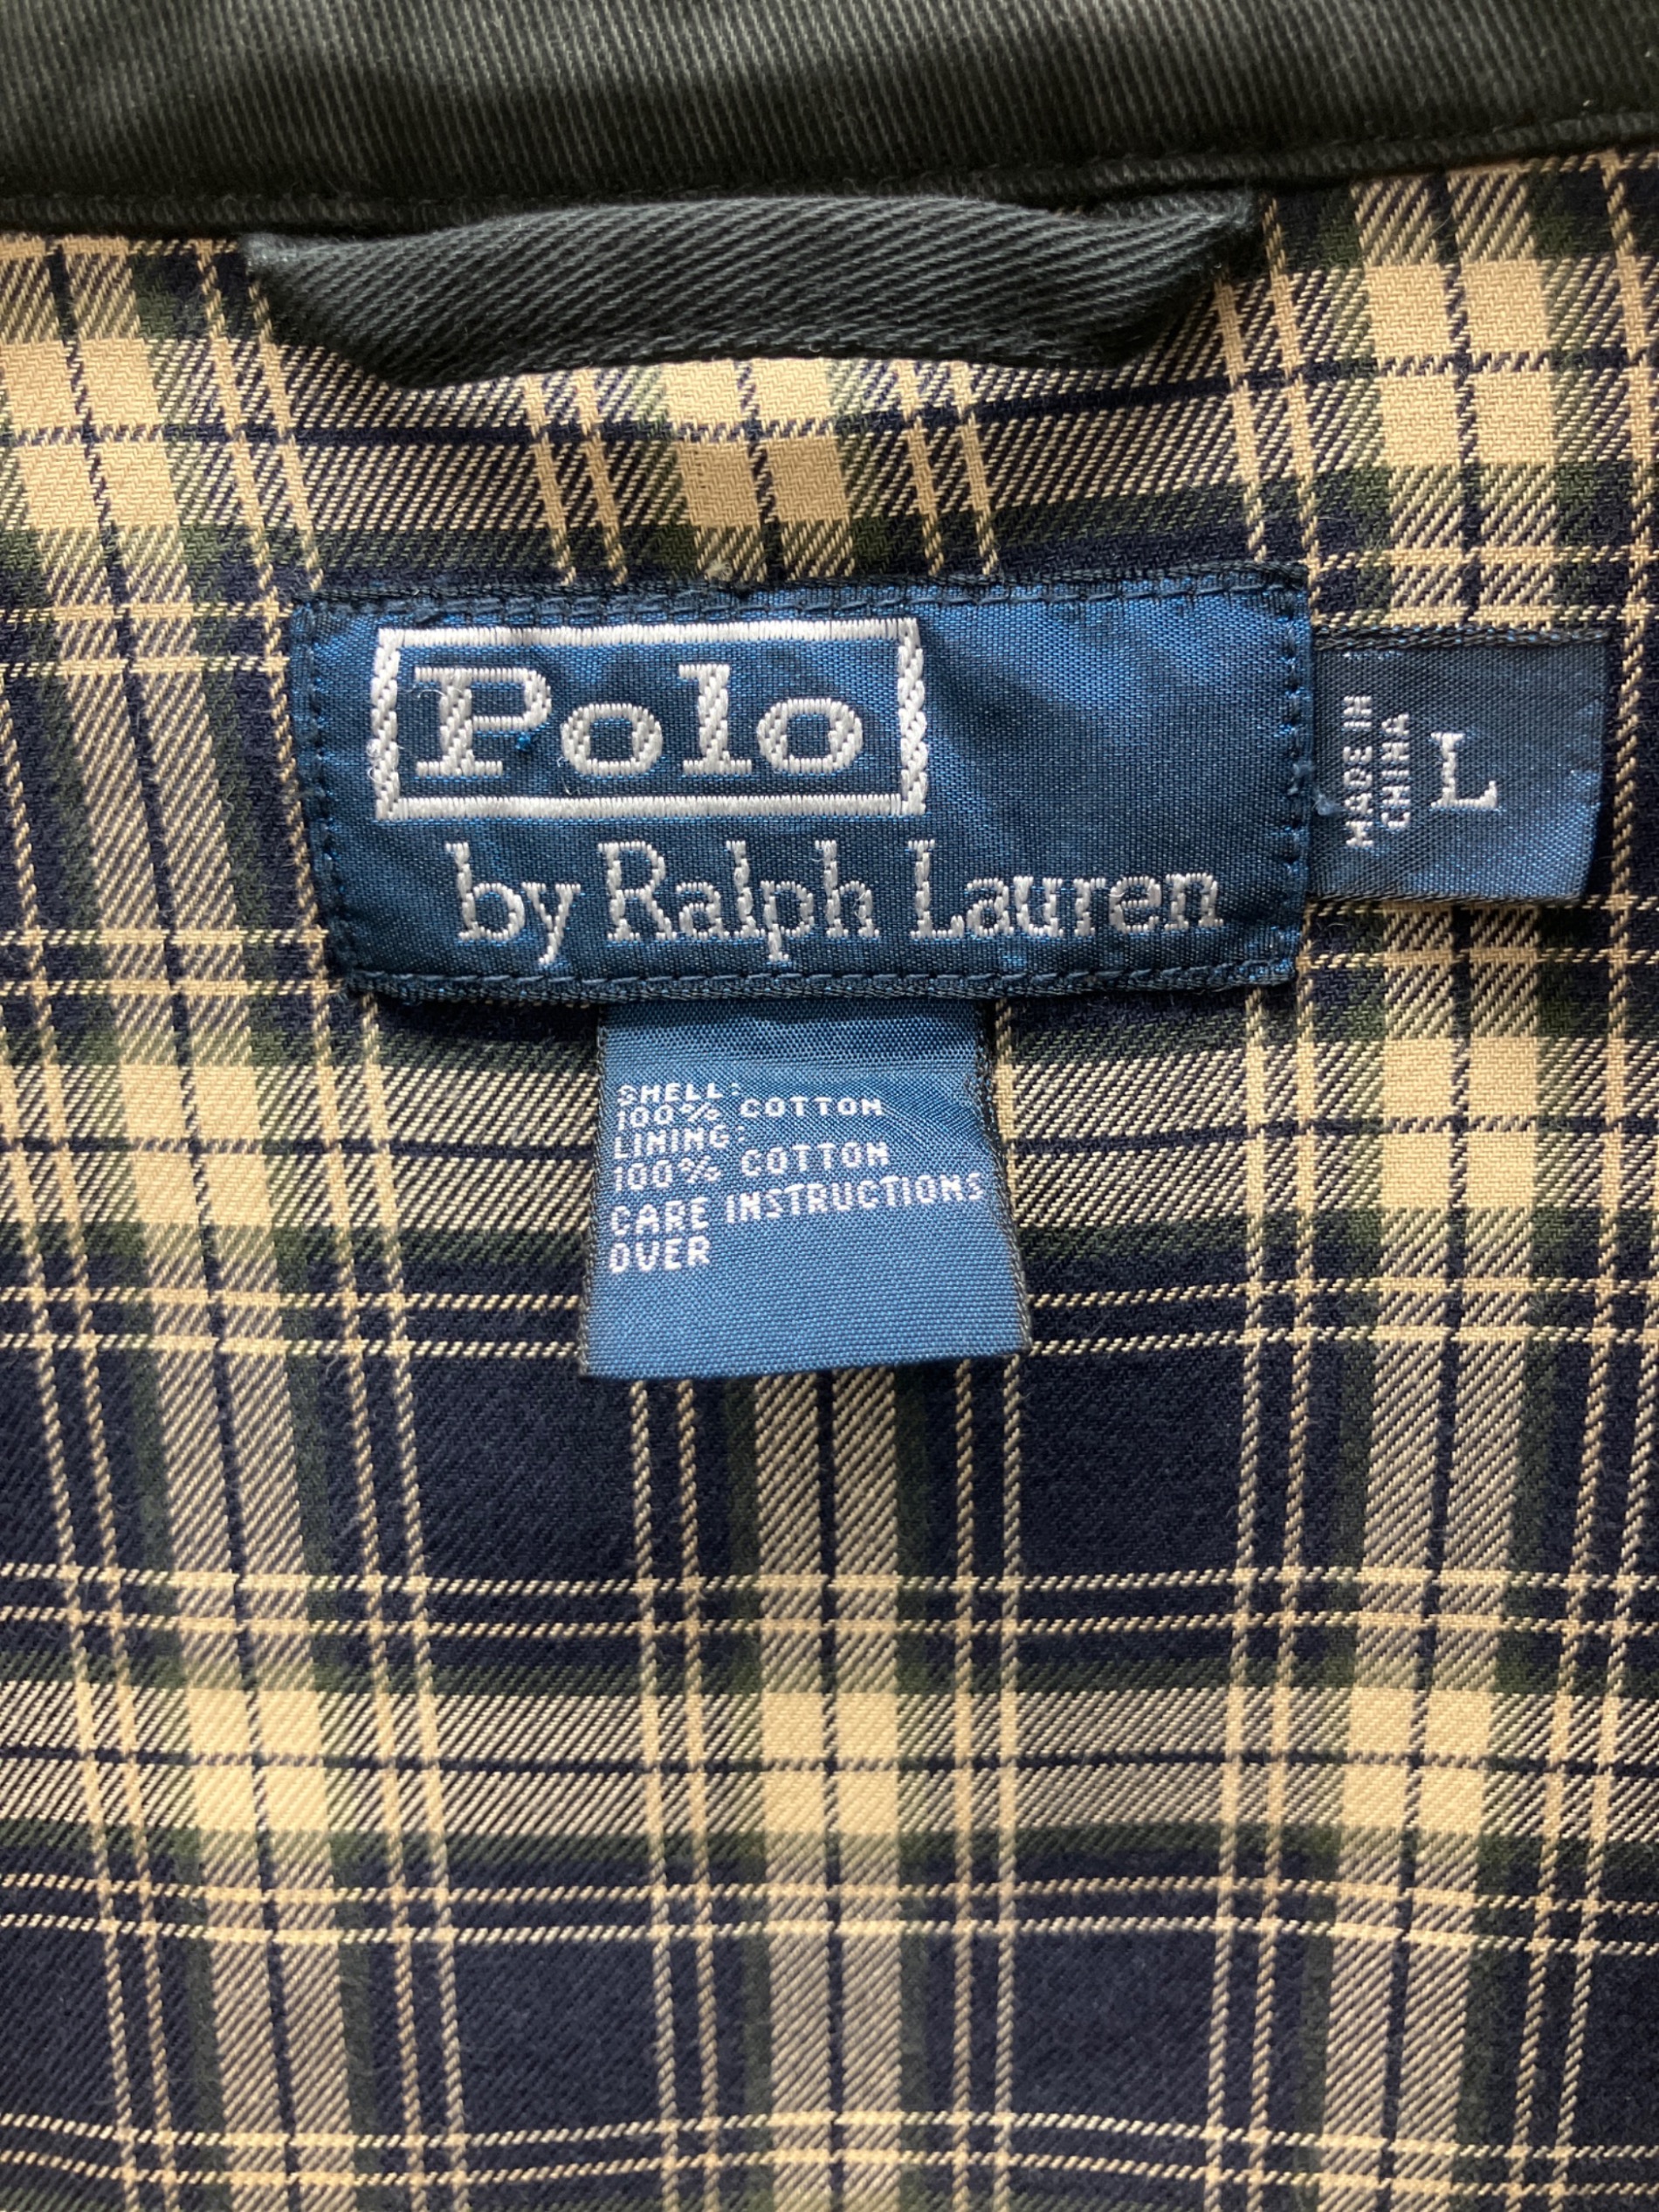 Polo
by Ralph Lauren
MADE IN
CHINA
L
SHELL:
100% COTTON
LINING:
100% COTTON
CARE INSTRUCTIONS
OVER